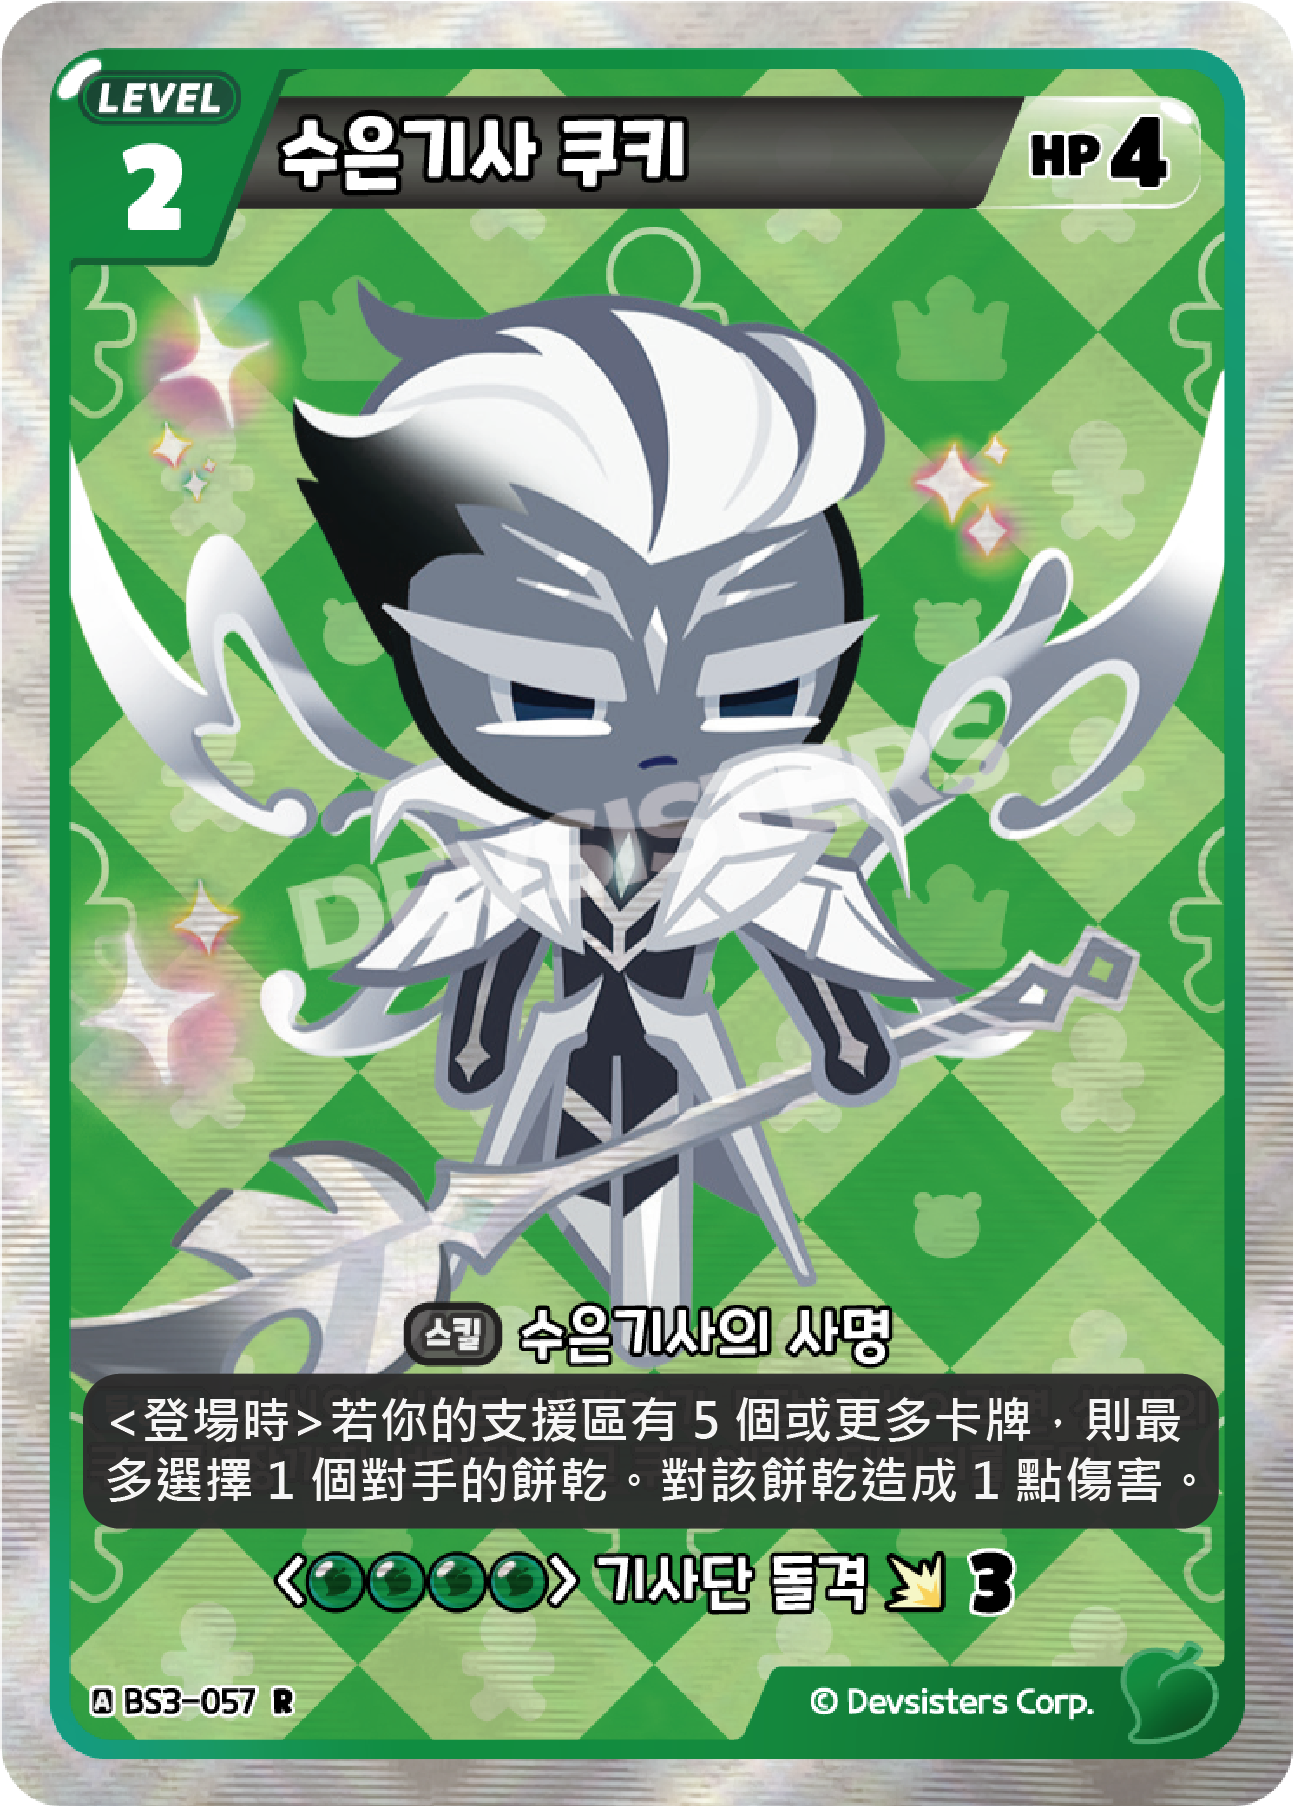 LEVEL
2
수은기사 쿠키
HP 4
DEVSISTERS
스킬 수은기사의 사명
<登場時>若你的支援區有 5 個或更多卡牌，則最
多選擇 1 個對手的餅乾。對該餅乾造成 1 點傷害。
기사단 돌격 3
A BS3-057 R
© Devsisters Corp.